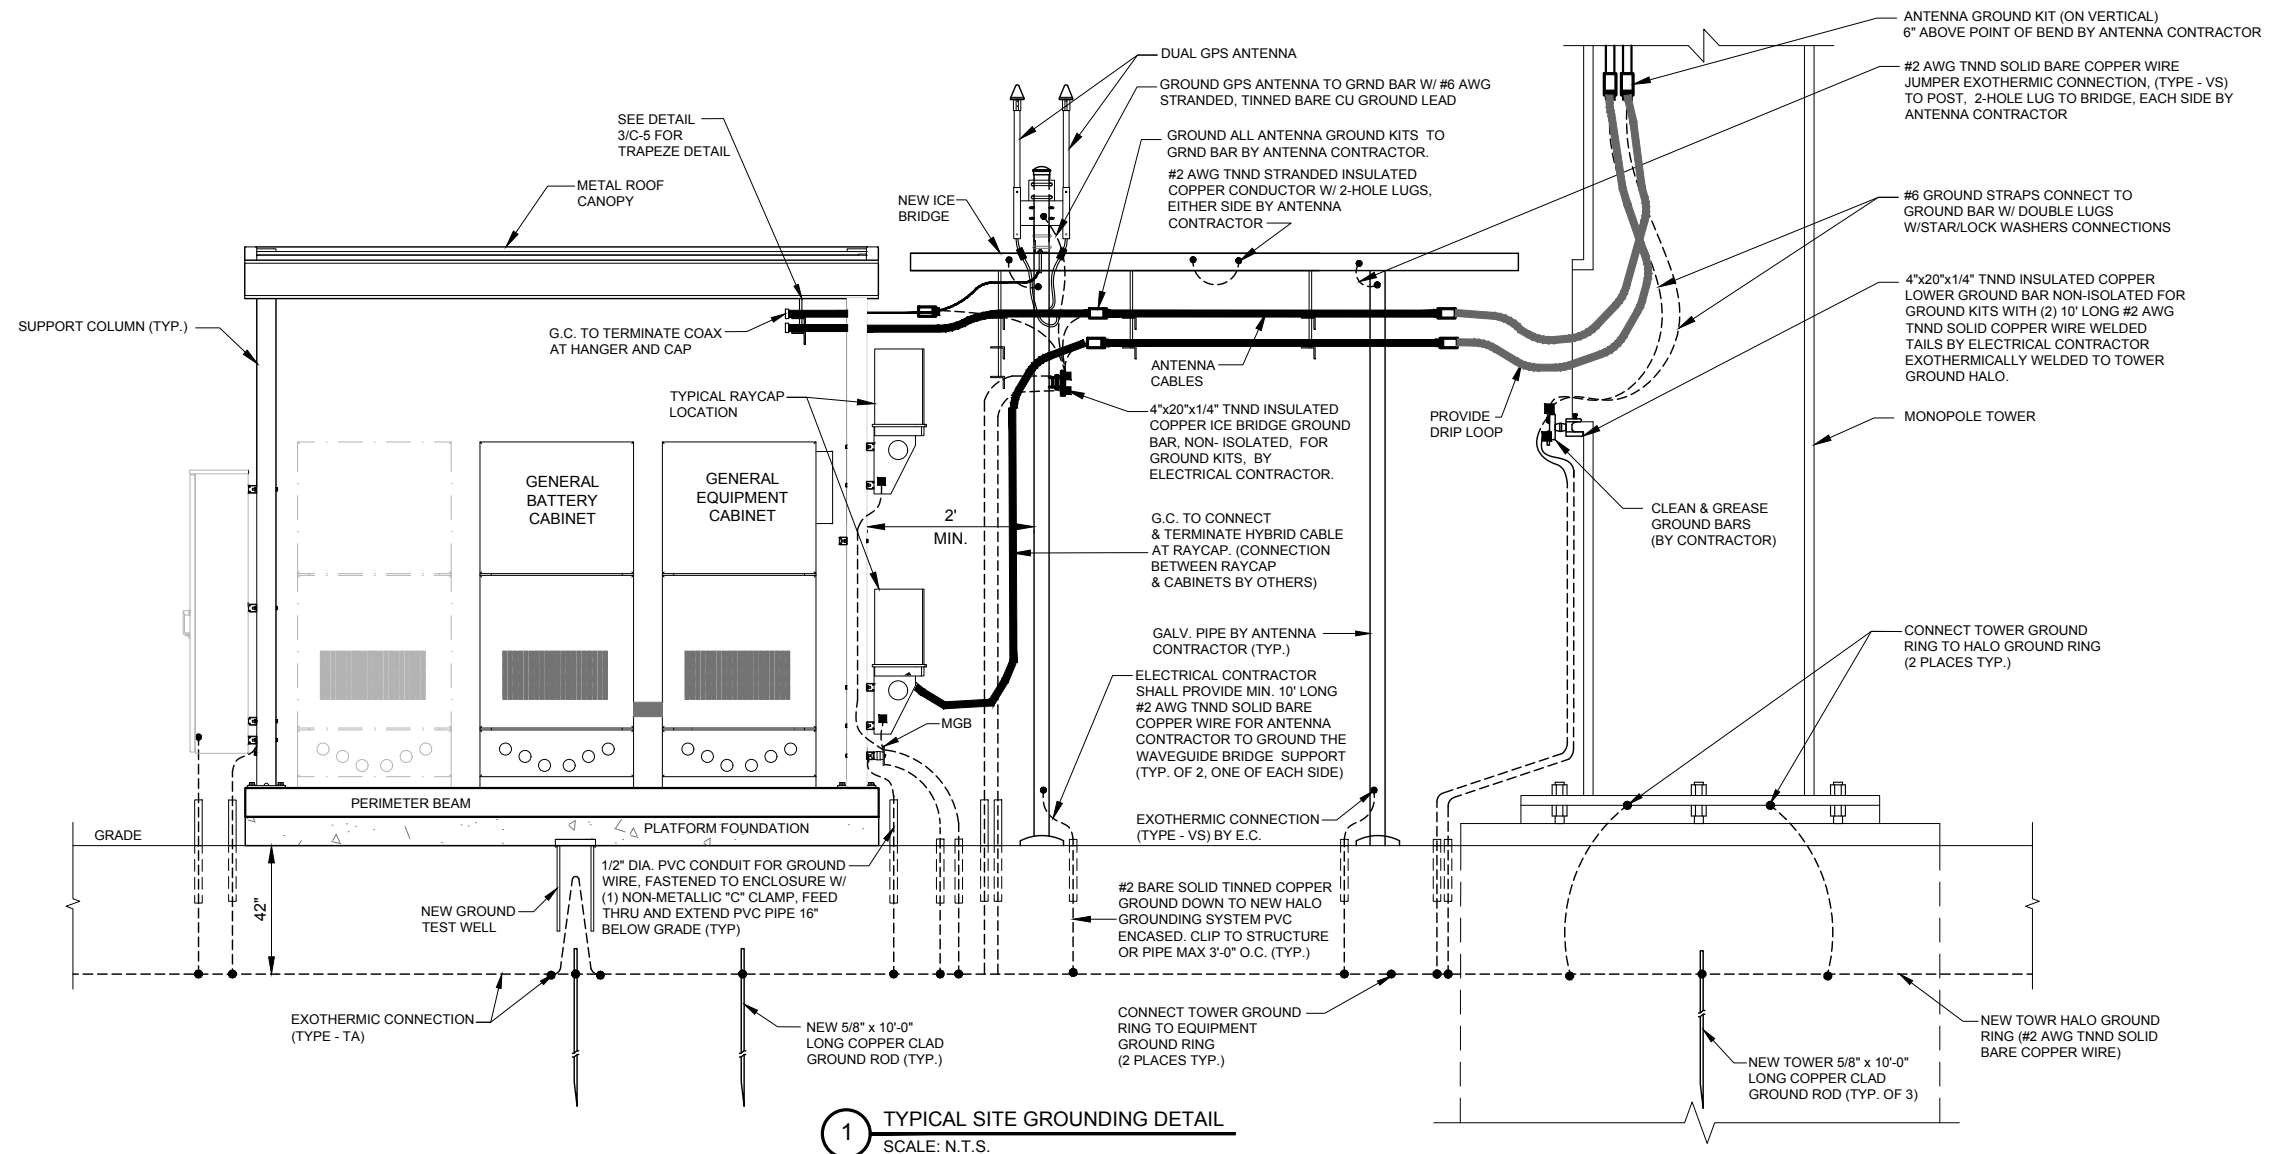 ANTENNA GROUND KIT (ON VERTICAL)
6" ABOVE POINT OF BEND BY ANTENNA CONTRACTOR
DUAL GPS ANTENNA
GROUND GPS ANTENNA TO GRND BAR W/ #6 AWG
STRANDED, TINNED BARE CU GROUND LEAD
#2 AWG TNND SOLID BARE COPPER WIRE
JUMPER EXOTHERMIC CONNECTION, (TYPE - VS)
TO POST, 2-HOLE LUG TO BRIDGE, EACH SIDE BY
ANTENNA CONTRACTOR
SEE DETAIL
3/C-5 FOR
TRAPEZE DETAIL
GROUND ALL ANTENNA GROUND KITS TO
GRND BAR BY ANTENNA CONTRACTOR.
#2 AWG TNND STRANDED INSULATED
COPPER CONDUCTOR W/ 2-HOLE LUGS,
EITHER SIDE BY ANTENNA
CONTRACTOR
METAL ROOF
CANOPY
NEW ICE
BRIDGE
#6 GROUND STRAPS CONNECT TO
GROUND BAR W/ DOUBLE LUGS
W/STAR/LOCK WASHERS CONNECTIONS
4"x20"x1/4" TNND INSULATED COPPER
LOWER GROUND BAR NON-ISOLATED FOR
GROUND KITS WITH (2) 10' LONG #2 AWG
TNND SOLID COPPER WIRE WELDED
TAILS BY ELECTRICAL CONTRACTOR
EXOTHERMICALLY WELDED TO TOWER
GROUND HALO.
SUPPORT COLUMN (TYP.)
G.C. TO TERMINATE COAX
AT HANGER AND CAP
ANTENNA
CABLES
TYPICAL RAYCAP
LOCATION
4"x20"x1/4" TNND INSULATED
COPPER ICE BRIDGE GROUND
BAR, NON- ISOLATED, FOR
GROUND KITS, BY
ELECTRICAL CONTRACTOR.
PROVIDE
DRIP LOOP
MONOPOLE TOWER
GENERAL
BATTERY
CABINET
GENERAL
EQUIPMENT
CABINET
2'
MIN.
G.C. TO CONNECT
& TERMINATE HYBRID CABLE
AT RAYCAP. (CONNECTION
BETWEEN RAYCAP
& CABINETS BY OTHERS)
CLEAN & GREASE
GROUND BARS
(BY CONTRACTOR)
GALV. PIPE BY ANTENNA
CONTRACTOR (TYP.)
CONNECT TOWER GROUND
RING TO HALO GROUND RING
(2 PLACES TYP.)
ELECTRICAL CONTRACTOR
SHALL PROVIDE MIN. 10' LONG
#2 AWG TNND SOLID BARE
COPPER WIRE FOR ANTENNA
CONTRACTOR TO GROUND THE
WAVEGUIDE BRIDGE SUPPORT
(TYP. OF 2, ONE OF EACH SIDE)
MGB
PERIMETER BEAM
PLATFORM FOUNDATION
GRADE
EXOTHERMIC CONNECTION
(TYPE - VS) BY E.C.
1/2" DIA. PVC CONDUIT FOR GROUND
WIRE, FASTENED TO ENCLOSURE W/
(1) NON-METALLIC "C" CLAMP, FEED
THRU AND EXTEND PVC PIPE 16"
BELOW GRADE (TYP)
42"
NEW GROUND
TEST WELL
#2 BARE SOLID TINNED COPPER
GROUND DOWN TO NEW HALO
GROUNDING SYSTEM PVC
ENCASED. CLIP TO STRUCTURE
OR PIPE MAX 3'-0" O.C. (TYP.)
EXOTHERMIC CONNECTION
(TYPE - TA)
NEW 5/8" x 10'-0"
LONG COPPER CLAD
GROUND ROD (TYP.)
CONNECT TOWER GROUND
RING TO EQUIPMENT
GROUND RING
(2 PLACES TYP.)
NEW TOWR HALO GROUND
RING (#2 AWG TNND SOLID
BARE COPPER WIRE)
NEW TOWER 5/8" x 10'-0"
LONG COPPER CLAD
GROUND ROD (TYP. OF 3)
1
TYPICAL SITE GROUNDING DETAIL
SCALE: N.T.S.